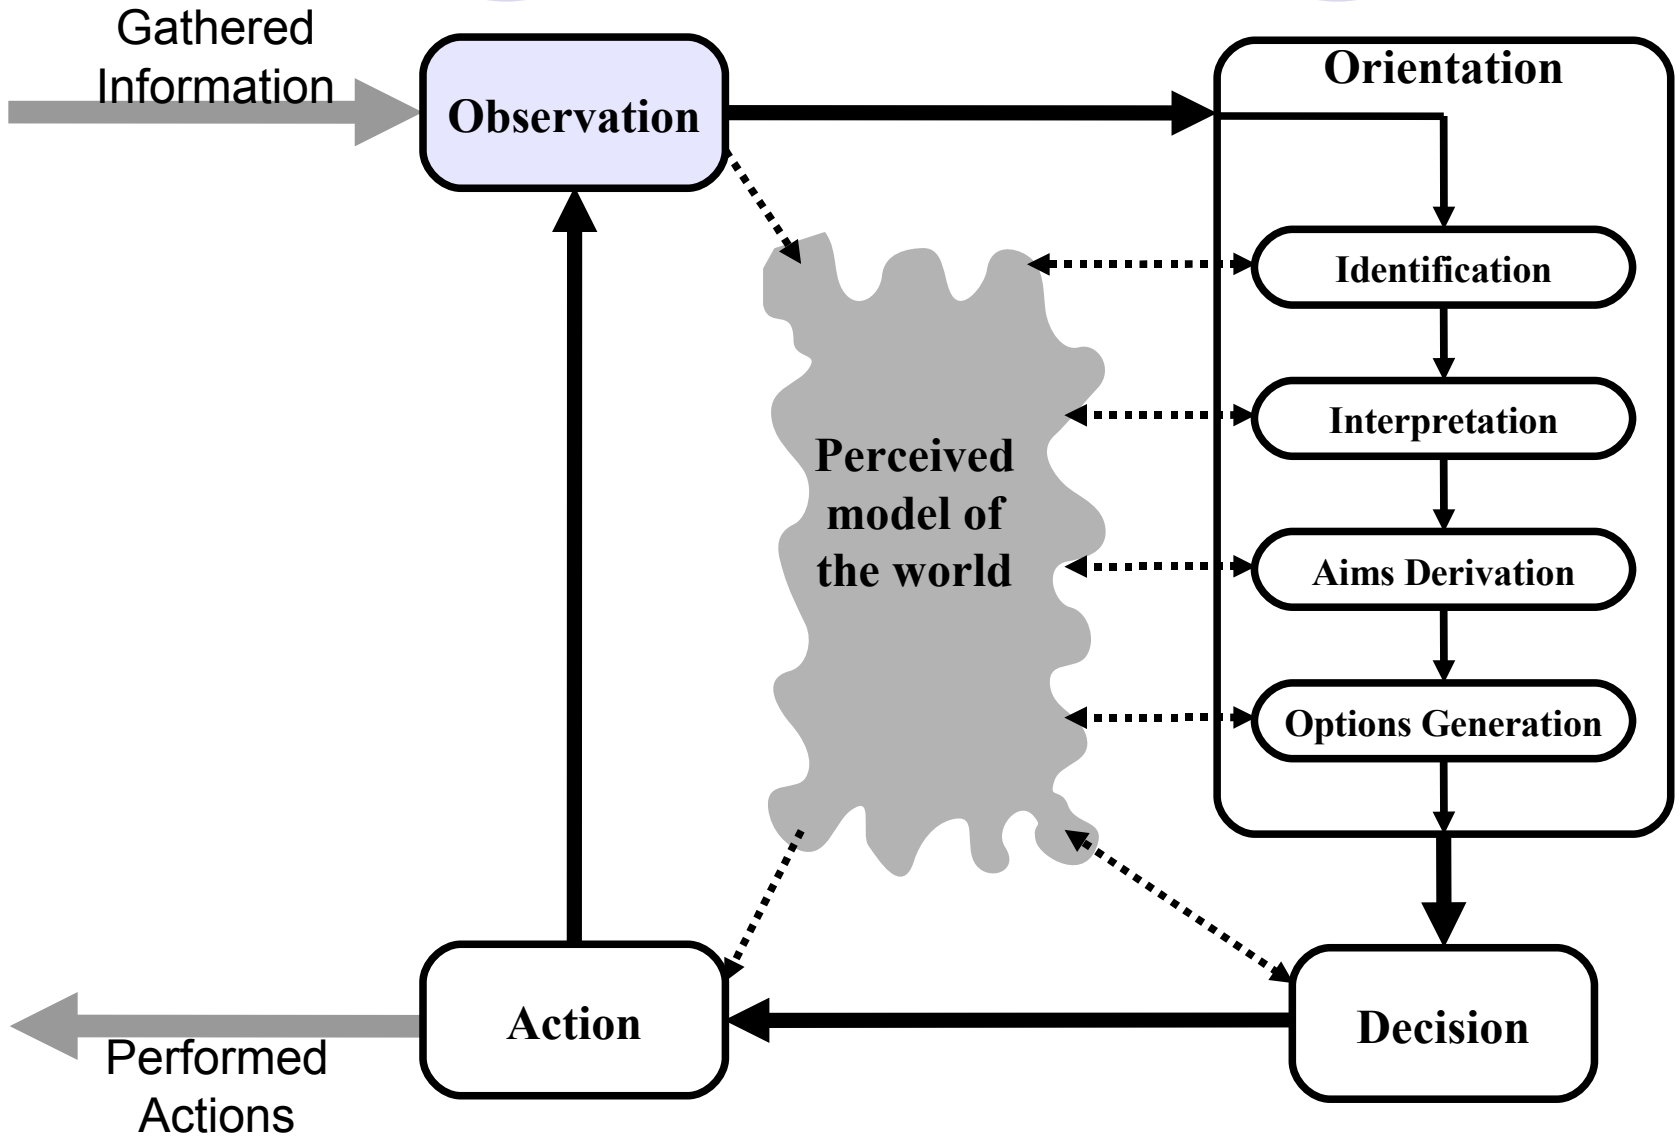 Gathered
Information
Observation
Orientation
Identification
Interpretation
Perceived
model of
the world
Aims Derivation
Options Generation
Action
Decision
Performed
Actions